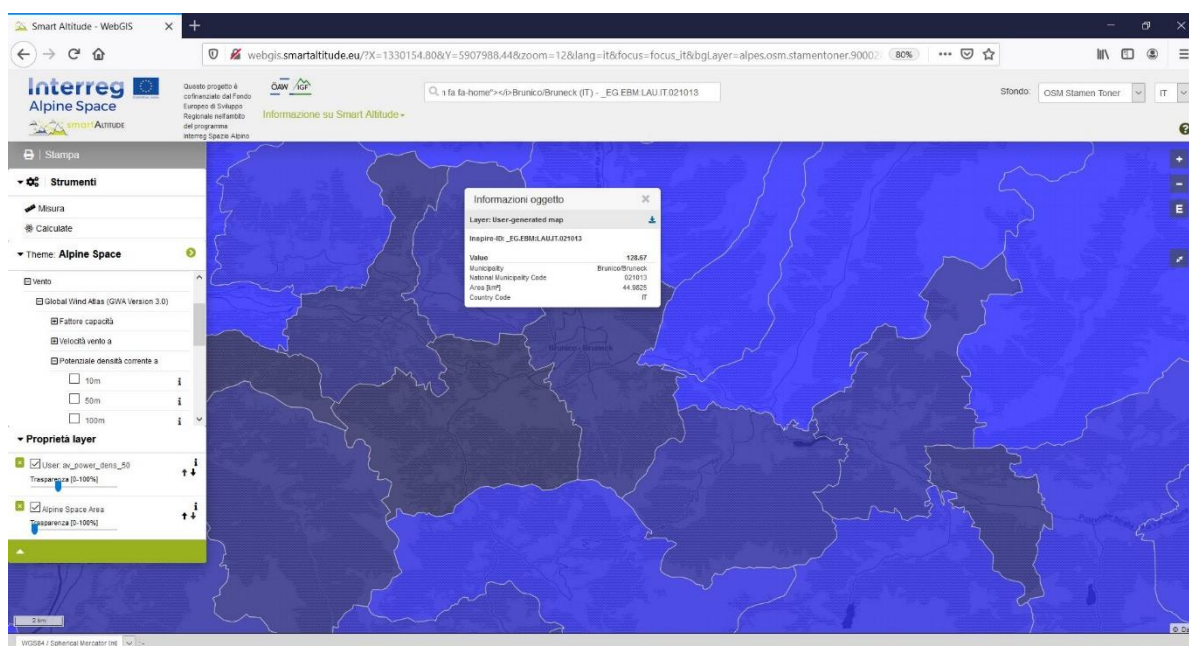 Smart Altitude - WebGIS
webgis.smartaltitude.eu/?X=1330154.80&Y=5907988.44&zoom=12&lang=it&focus=focus_it&bgLayer=alpes.osm.stamentoner.9000
80%
Interreg
Alpine Space
smartALTITUDE
Questo progetto è
cofinanziato dal Fondo
Europeo di Sviluppo
Regionale nell'ambito
del programma
Interreg Spazio Alpino
ÖAW IGF
Informazione su Smart Altitude
fa fa-home"></i>Brunico/Bruneck (IT) - _EG.EBM:LAU.IT.021013
Sfondo:
OSM Stamen Toner
IT
Stampa
Strumenti
Misura
Calculate
Theme: Alpine Space
Vento
Global Wind Atlas (GWA Version 3.0)
Fattore capacità
Velocità vento a
Potenziale densità corrente a
10m
50m
100m
Proprietà layer
User: av_power_dens_50
Trasparenza [0-100%]
Alpine Space Area
Trasparenza [0-100%]
Informazioni oggetto
Layer: User-generated map
Inspire-ID: _EG.EBM:LAU.IT.021013
Value 128.67
Municipality Brunico/Bruneck
National Municipality Code 021013
Area [km²] 44.9825
Country Code IT
Brunico - Bruneck
E
2 km
WGS84 / Spherical Mercator (m)